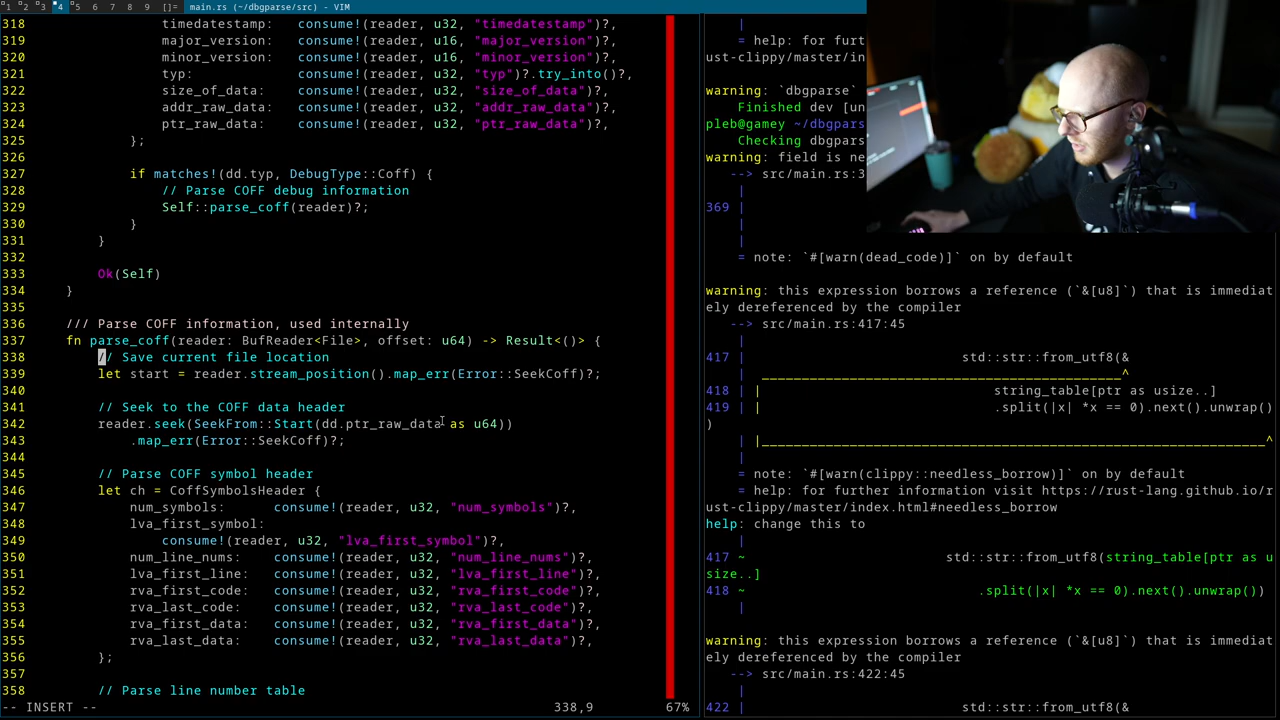 1 2 3 4 5 6 7 8 9 []= main.rs (~/dbgparse/src) - VIM
318 timedatestamp: consume!(reader, u32, "timedatestamp")?,
319 major_version: consume!(reader, u16, "major_version")?,
320 minor_version: consume!(reader, u16, "minor_version")?,
321 typ: consume!(reader, u32, "typ")?.try_into()?,
322 size_of_data: consume!(reader, u32, "size_of_data")?,
323 addr_raw_data: consume!(reader, u32, "addr_raw_data")?,
324 ptr_raw_data: consume!(reader, u32, "ptr_raw_data")?,
325 };
326
327 if matches!(dd.typ, DebugType::Coff) {
328 // Parse COFF debug information
329 Self::parse_coff(reader)?;
330 }
331 }
332
333 Ok(Self)
334 }
335
336 /// Parse COFF information, used internally
337 fn parse_coff(reader: BufReader<File>, offset: u64) -> Result<()> {
338 // Save current file location
339 let start = reader.stream_position().map_err(Error::SeekCoff)?;
340
341 // Seek to the COFF data header
342 reader.seek(SeekFrom::Start(dd.ptr_raw_data as u64))
343 .map_err(Error::SeekCoff)?;
344
345 // Parse COFF symbol header
346 let ch = CoffSymbolsHeader {
347 num_symbols: consume!(reader, u32, "num_symbols")?,
348 lva_first_symbol:
349 consume!(reader, u32, "lva_first_symbol")?,
350 num_line_nums: consume!(reader, u32, "num_line_nums")?,
351 lva_first_line: consume!(reader, u32, "lva_first_line")?,
352 rva_first_code: consume!(reader, u32, "rva_first_code")?,
353 rva_last_code: consume!(reader, u32, "rva_last_code")?,
354 rva_first_data: consume!(reader, u32, "rva_first_data")?,
355 rva_last_data: consume!(reader, u32, "rva_last_data")?,
356 };
357
358 // Parse line number table
-- INSERT -- 338,9 67%
|
= help: for furt
ust-clippy/master/in
warning: `dbgparse`
Finished dev [un
pleb@gamey ~/dbgpars
Checking dbgpars
warning: field is ne
--> src/main.rs:3
|
369 |
|
|
= note: `#[warn(dead_code)]` on by default
warning: this expression borrows a reference (`&[u8]`) that is immediat
ely dereferenced by the compiler
--> src/main.rs:417:45
|
417 | std::str::from_utf8(&
| _____________________________________________^
418 | | string_table[ptr as usize..]
419 | | .split(|x| *x == 0).next().unwrap()
)
| |________________________________________________________________^
|
= note: `#[warn(clippy::needless_borrow)]` on by default
= help: for further information visit https://rust-lang.github.io/r
ust-clippy/master/index.html#needless_borrow
help: change this to
|
417 ~ std::str::from_utf8(string_table[ptr as u
size..]
418 ~ .split(|x| *x == 0).next().unwrap())
|
warning: this expression borrows a reference (`&[u8]`) that is immediat
ely dereferenced by the compiler
--> src/main.rs:422:45
|
422 | std::str::from_utf8(&